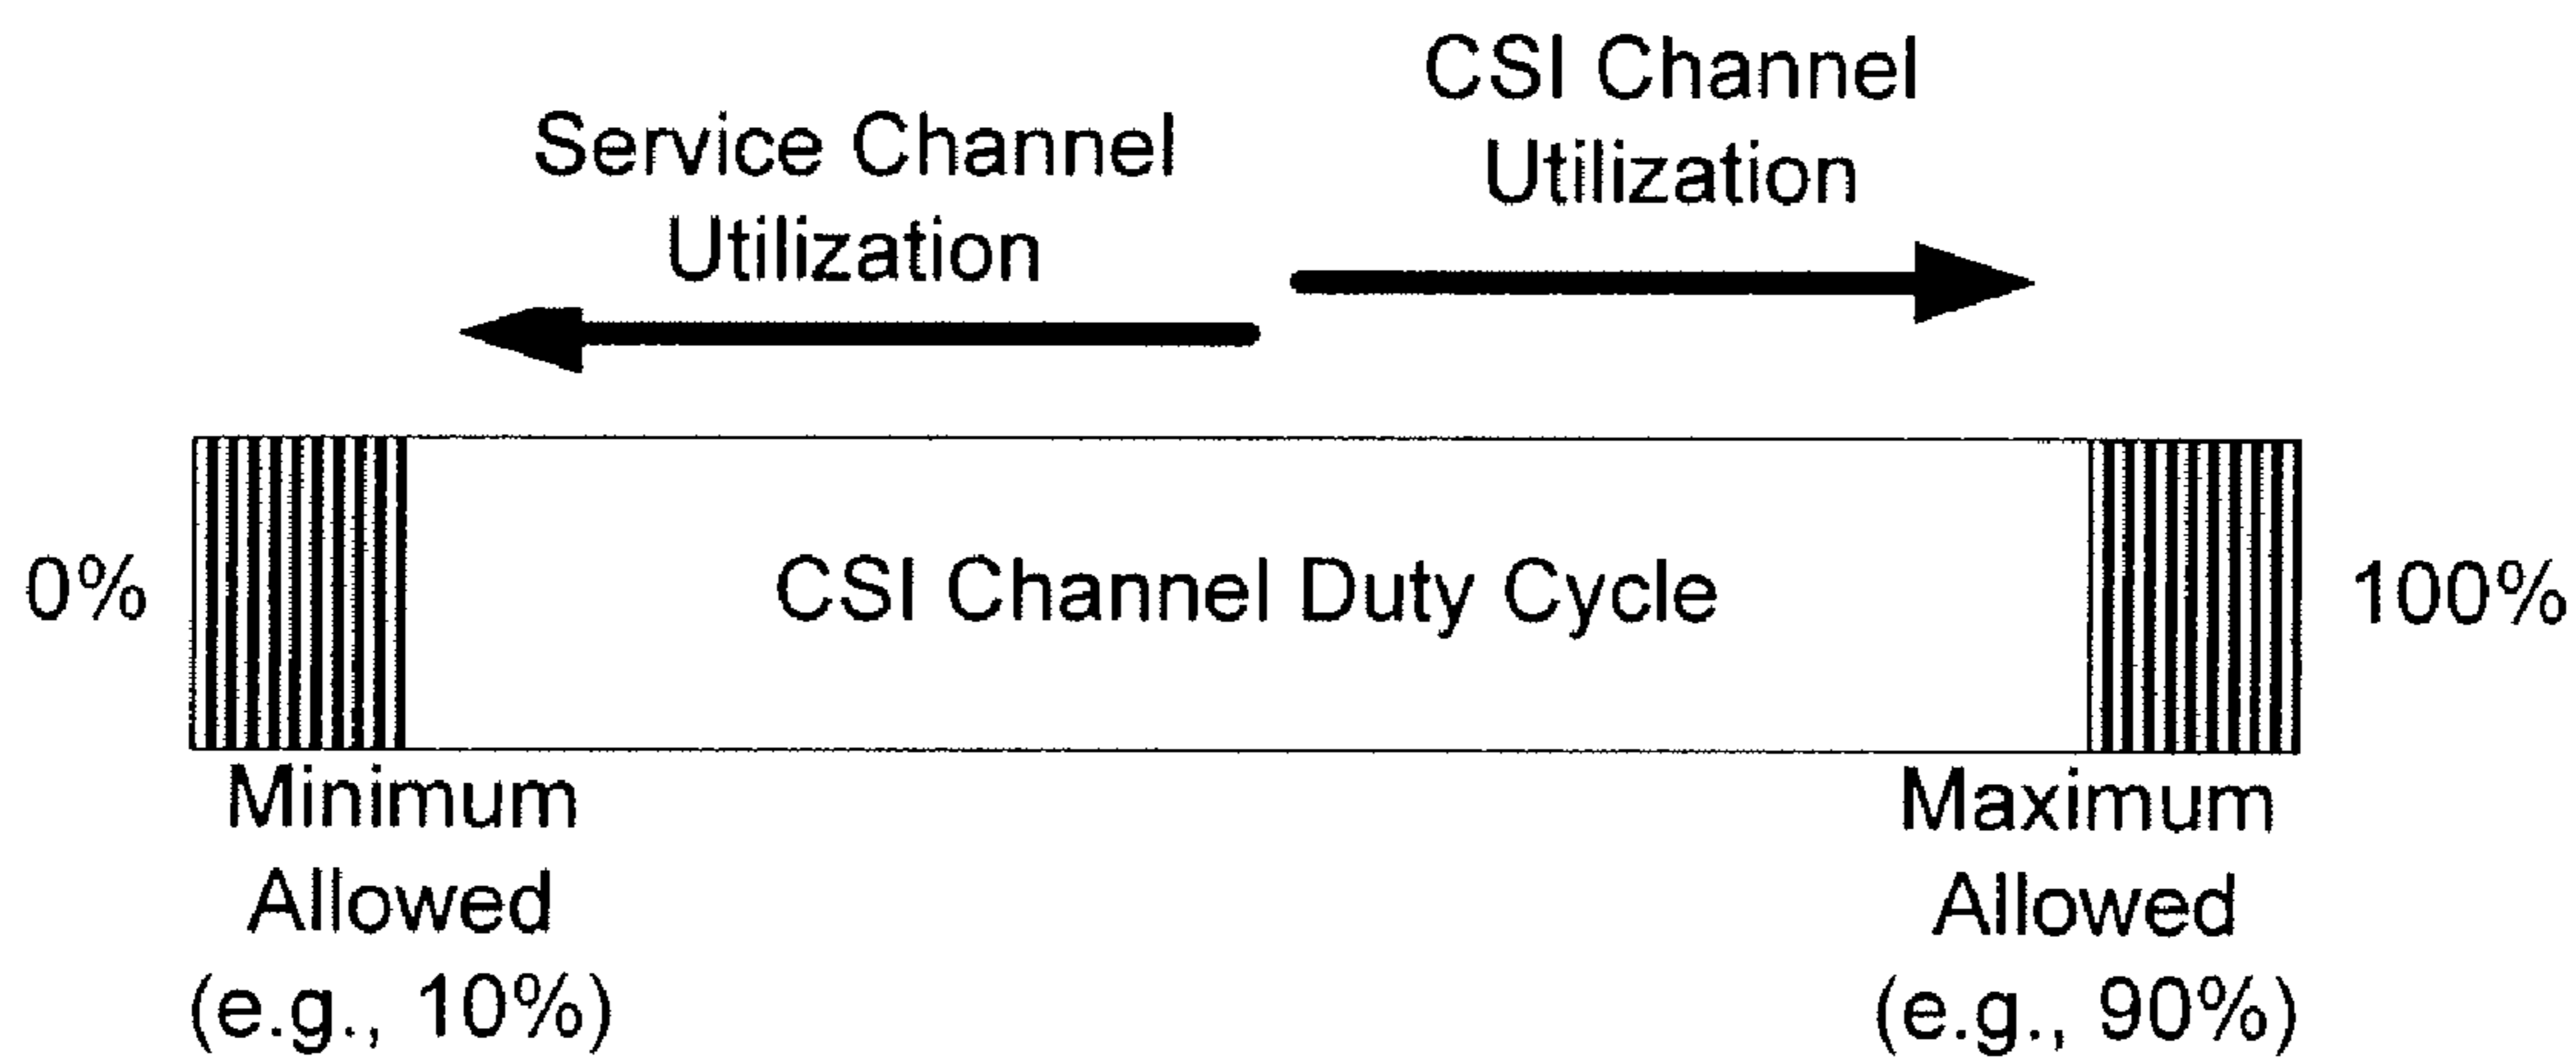 Service Channel
Utilization
CSI Channel
Utilization
0%
CSI Channel Duty Cycle
100%
Minimum
Allowed
(e.g., 10%)
Maximum
Allowed
(e.g., 90%)